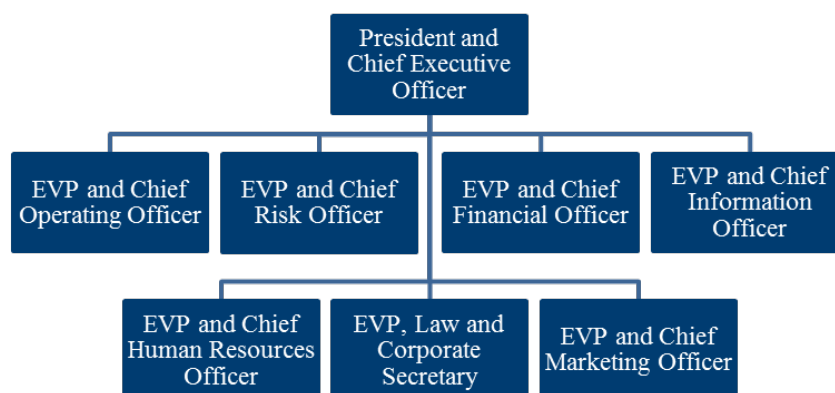 President and
Chief Executive
Officer
EVP and Chief
Operating Officer
EVP and Chief
Risk Officer
EVP and Chief
Financial Officer
EVP and Chief
Information
Officer
EVP and Chief
Human Resources
Officer
EVP, Law and
Corporate
Secretary
EVP and Chief
Marketing Officer